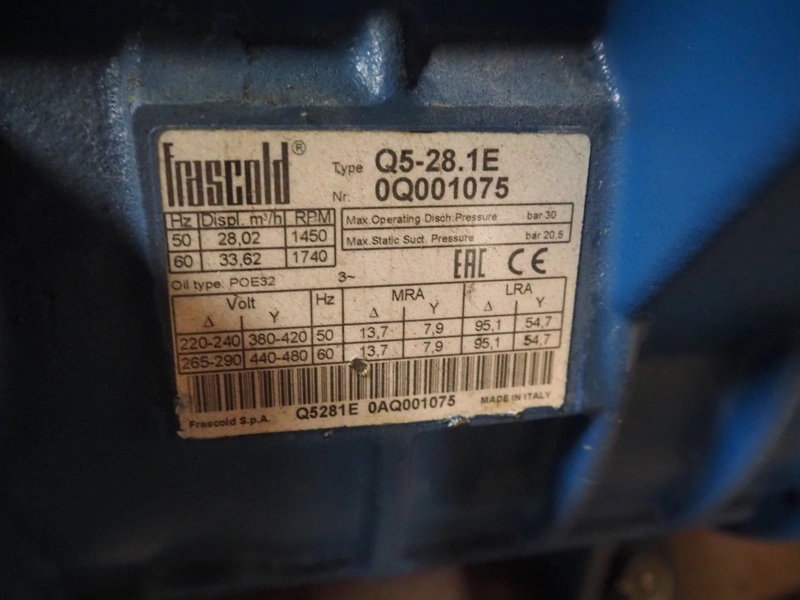 frascold® Type Q5-28.1E
Nr: 0Q001075
Hz Displ. m³/h RPM
50 28,02 1450
60 33,62 1740
Max.Operating Disch.Pressure bar 30
Max.Static Suct. Pressure bar 20.5
Oil type: POE32 3~ EAC CE
Volt Hz MRA LRA
Δ Y Δ Y Δ Y
220-240 380-420 50 13,7 7,9 95,1 54,7
265-290 440-480 60 13,7 7,9 95,1 54,7
Q5281E 0AQ001075
Frascold S.p.A. MADE IN ITALY